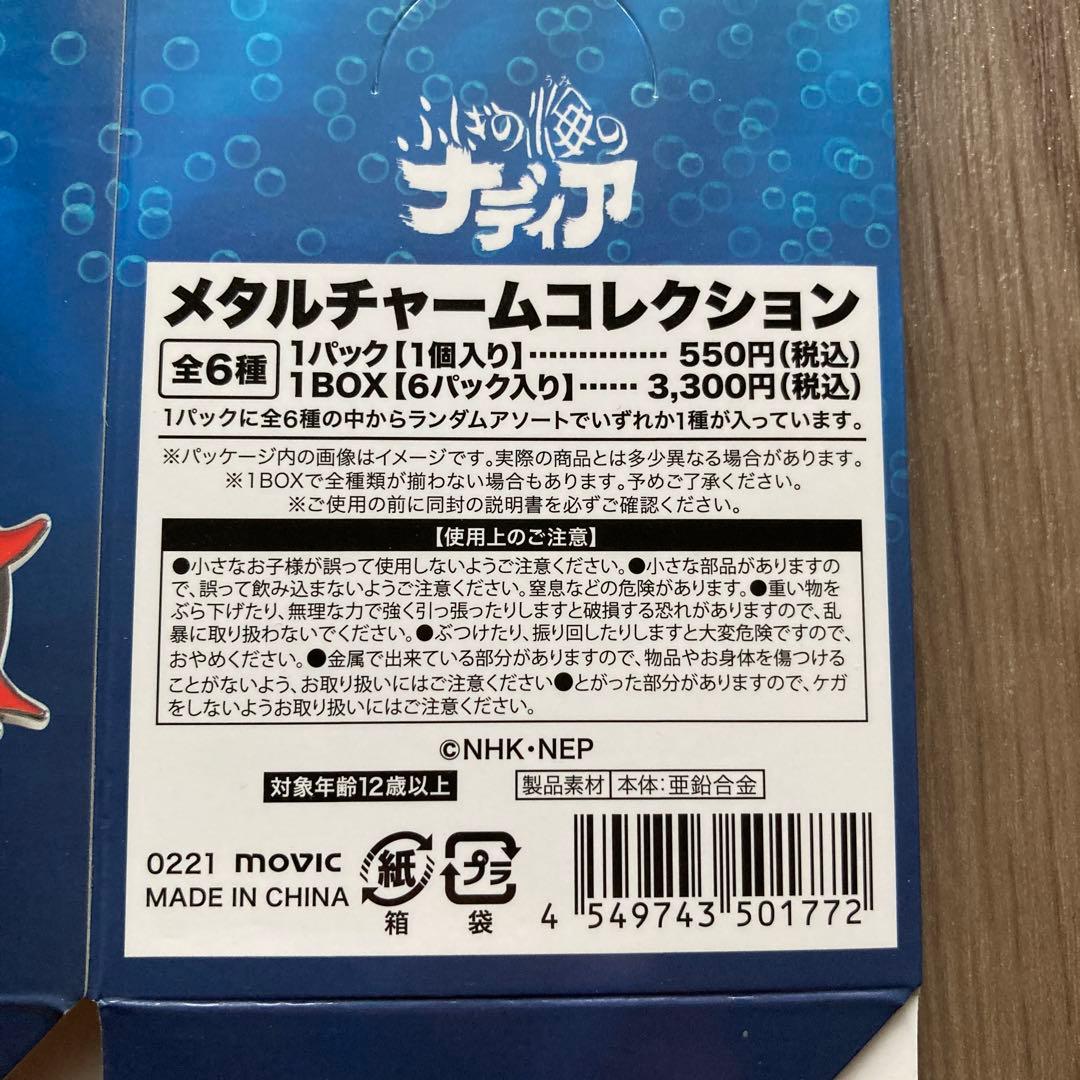 うみ
ふしぎの海の
ナディア
メタルチャームコレクション
全6種
1パック【1個入り】……………550円(税込)
1BOX【6パック入り】……3,300円(税込)
1パックに全6種の中からランダムアソートでいずれか1種が入っています。
※パッケージ内の画像はイメージです。実際の商品とは多少異なる場合があります。
※1BOXで全種類が揃わない場合もあります。予めご了承ください。
※ご使用の前に同封の説明書を必ずご確認ください。
【使用上のご注意】
●小さなお子様が誤って使用しないようご注意ください。●小さな部品がありますの
で、誤って飲み込まないようご注意ください。窒息などの危険があります。●重い物を
ぶら下げたり、無理な力で強く引っ張ったりしますと破損する恐れがありますので、乱
暴に取り扱わないでください。●ぶつけたり、振り回したりしますと大変危険ですので、
おやめください。●金属で出来ている部分がありますので、物品やお身体を傷つける
ことがないよう、お取り扱いにはご注意ください●とがった部分がありますので、ケガ
をしないようお取り扱いにはご注意ください。
©NHK・NEP
対象年齢12歳以上
製品素材 本体:亜鉛合金
0221 movic
MADE IN CHINA
紙
箱
プラ
袋
4 549743 501772